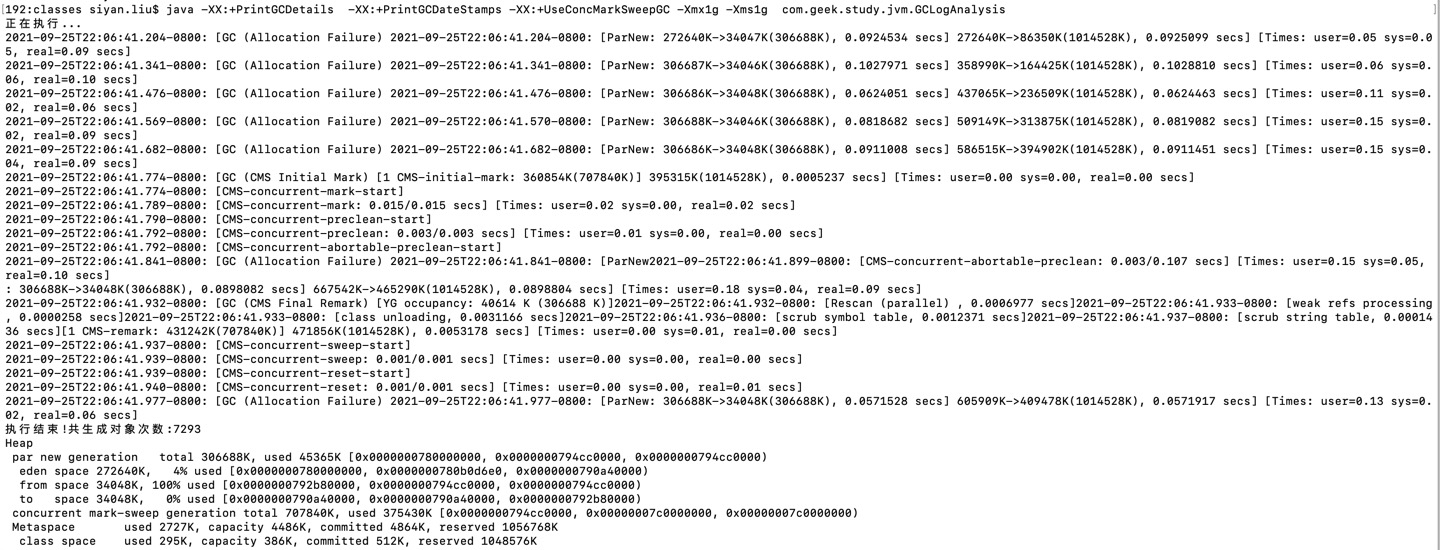 [192:classes siyan.liu$ java -XX:+PrintGCDetails  -XX:+PrintGCDateStamps -XX:+UseConcMarkSweepGC -Xmx1g -Xms1g  com.geek.study.jvm.GCLogAnalysis ]
正在执行...
2021-09-25T22:06:41.204-0800: [GC (Allocation Failure) 2021-09-25T22:06:41.204-0800: [ParNew: 272640K->34047K(306688K), 0.0924534 secs] 272640K->86350K(1014528K), 0.0925099 secs] [Times: user=0.05 sys=0.0
5, real=0.09 secs]
2021-09-25T22:06:41.341-0800: [GC (Allocation Failure) 2021-09-25T22:06:41.341-0800: [ParNew: 306687K->34046K(306688K), 0.1027971 secs] 358990K->164425K(1014528K), 0.1028810 secs] [Times: user=0.06 sys=0.
06, real=0.10 secs]
2021-09-25T22:06:41.476-0800: [GC (Allocation Failure) 2021-09-25T22:06:41.476-0800: [ParNew: 306686K->34048K(306688K), 0.0624051 secs] 437065K->236509K(1014528K), 0.0624463 secs] [Times: user=0.11 sys=0.
02, real=0.06 secs]
2021-09-25T22:06:41.569-0800: [GC (Allocation Failure) 2021-09-25T22:06:41.570-0800: [ParNew: 306688K->34046K(306688K), 0.0818682 secs] 509149K->313875K(1014528K), 0.0819082 secs] [Times: user=0.15 sys=0.
02, real=0.09 secs]
2021-09-25T22:06:41.682-0800: [GC (Allocation Failure) 2021-09-25T22:06:41.682-0800: [ParNew: 306686K->34048K(306688K), 0.0911008 secs] 586515K->394902K(1014528K), 0.0911451 secs] [Times: user=0.15 sys=0.
04, real=0.09 secs]
2021-09-25T22:06:41.774-0800: [GC (CMS Initial Mark) [1 CMS-initial-mark: 360854K(707840K)] 395315K(1014528K), 0.0005237 secs] [Times: user=0.00 sys=0.00, real=0.00 secs]
2021-09-25T22:06:41.774-0800: [CMS-concurrent-mark-start]
2021-09-25T22:06:41.789-0800: [CMS-concurrent-mark: 0.015/0.015 secs] [Times: user=0.02 sys=0.00, real=0.02 secs]
2021-09-25T22:06:41.790-0800: [CMS-concurrent-preclean-start]
2021-09-25T22:06:41.792-0800: [CMS-concurrent-preclean: 0.003/0.003 secs] [Times: user=0.01 sys=0.00, real=0.00 secs]
2021-09-25T22:06:41.792-0800: [CMS-concurrent-abortable-preclean-start]
2021-09-25T22:06:41.841-0800: [GC (Allocation Failure) 2021-09-25T22:06:41.841-0800: [ParNew2021-09-25T22:06:41.899-0800: [CMS-concurrent-abortable-preclean: 0.003/0.107 secs] [Times: user=0.15 sys=0.05,
real=0.10 secs]
: 306688K->34048K(306688K), 0.0898082 secs] 667542K->465290K(1014528K), 0.0898804 secs] [Times: user=0.18 sys=0.04, real=0.09 secs]
2021-09-25T22:06:41.932-0800: [GC (CMS Final Remark) [YG occupancy: 40614 K (306688 K)]2021-09-25T22:06:41.932-0800: [Rescan (parallel) , 0.0006977 secs]2021-09-25T22:06:41.933-0800: [weak refs processing
, 0.0000258 secs]2021-09-25T22:06:41.933-0800: [class unloading, 0.0031166 secs]2021-09-25T22:06:41.936-0800: [scrub symbol table, 0.0012371 secs]2021-09-25T22:06:41.937-0800: [scrub string table, 0.00014
36 secs][1 CMS-remark: 431242K(707840K)] 471856K(1014528K), 0.0053178 secs] [Times: user=0.00 sys=0.01, real=0.00 secs]
2021-09-25T22:06:41.937-0800: [CMS-concurrent-sweep-start]
2021-09-25T22:06:41.939-0800: [CMS-concurrent-sweep: 0.001/0.001 secs] [Times: user=0.00 sys=0.00, real=0.00 secs]
2021-09-25T22:06:41.939-0800: [CMS-concurrent-reset-start]
2021-09-25T22:06:41.940-0800: [CMS-concurrent-reset: 0.001/0.001 secs] [Times: user=0.00 sys=0.00, real=0.01 secs]
2021-09-25T22:06:41.977-0800: [GC (Allocation Failure) 2021-09-25T22:06:41.977-0800: [ParNew: 306688K->34048K(306688K), 0.0571528 secs] 605909K->409478K(1014528K), 0.0571917 secs] [Times: user=0.13 sys=0.
02, real=0.06 secs]
执行结束!共生成对象次数:7293
Heap
 par new generation   total 306688K, used 45365K [0x0000000780000000, 0x0000000794cc0000, 0x0000000794cc0000)
  eden space 272640K,   4% used [0x0000000780000000, 0x0000000780b0d6e0, 0x0000000790a40000)
  from space 34048K, 100% used [0x0000000792b80000, 0x0000000794cc0000, 0x0000000794cc0000)
  to   space 34048K,   0% used [0x0000000790a40000, 0x0000000790a40000, 0x0000000792b80000)
 concurrent mark-sweep generation total 707840K, used 375430K [0x0000000794cc0000, 0x00000007c0000000, 0x00000007c0000000)
 Metaspace       used 2727K, capacity 4486K, committed 4864K, reserved 1056768K
  class space    used 295K, capacity 386K, committed 512K, reserved 1048576K